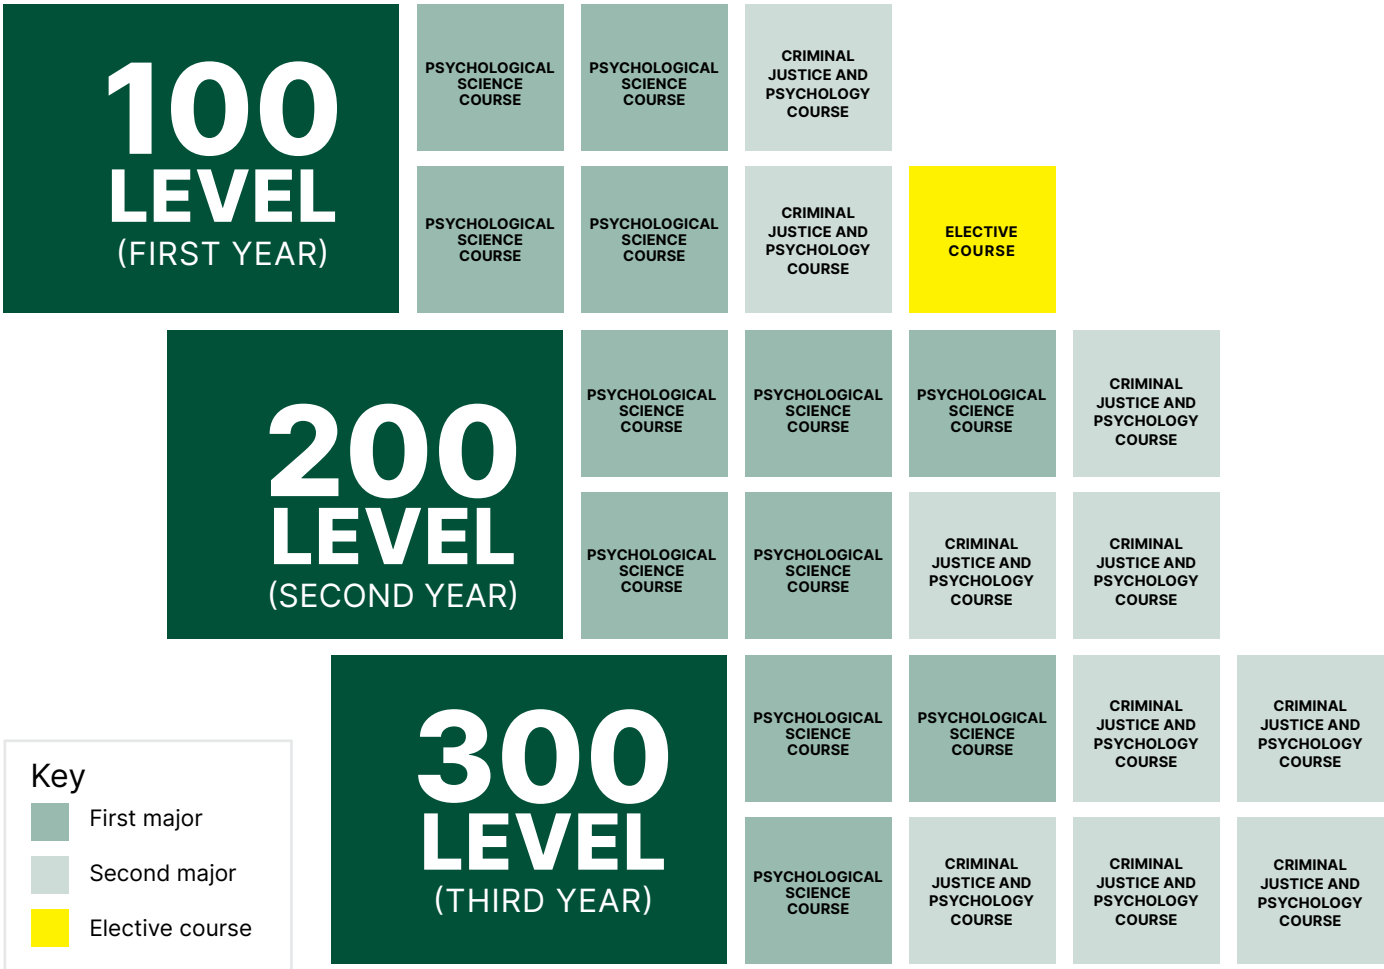 100
LEVEL
(FIRST YEAR)
PSYCHOLOGICAL
SCIENCE
COURSE
PSYCHOLOGICAL
SCIENCE
COURSE
CRIMINAL
JUSTICE AND
PSYCHOLOGY
COURSE
PSYCHOLOGICAL
SCIENCE
COURSE
PSYCHOLOGICAL
SCIENCE
COURSE
CRIMINAL
JUSTICE AND
PSYCHOLOGY
COURSE
ELECTIVE
COURSE
200
LEVEL
(SECOND YEAR)
PSYCHOLOGICAL
SCIENCE
COURSE
PSYCHOLOGICAL
SCIENCE
COURSE
PSYCHOLOGICAL
SCIENCE
COURSE
CRIMINAL
JUSTICE AND
PSYCHOLOGY
COURSE
PSYCHOLOGICAL
SCIENCE
COURSE
PSYCHOLOGICAL
SCIENCE
COURSE
CRIMINAL
JUSTICE AND
PSYCHOLOGY
COURSE
CRIMINAL
JUSTICE AND
PSYCHOLOGY
COURSE
300
LEVEL
(THIRD YEAR)
PSYCHOLOGICAL
SCIENCE
COURSE
PSYCHOLOGICAL
SCIENCE
COURSE
CRIMINAL
JUSTICE AND
PSYCHOLOGY
COURSE
CRIMINAL
JUSTICE AND
PSYCHOLOGY
COURSE
PSYCHOLOGICAL
SCIENCE
COURSE
CRIMINAL
JUSTICE AND
PSYCHOLOGY
COURSE
CRIMINAL
JUSTICE AND
PSYCHOLOGY
COURSE
CRIMINAL
JUSTICE AND
PSYCHOLOGY
COURSE
Key
First major
Second major
Elective course